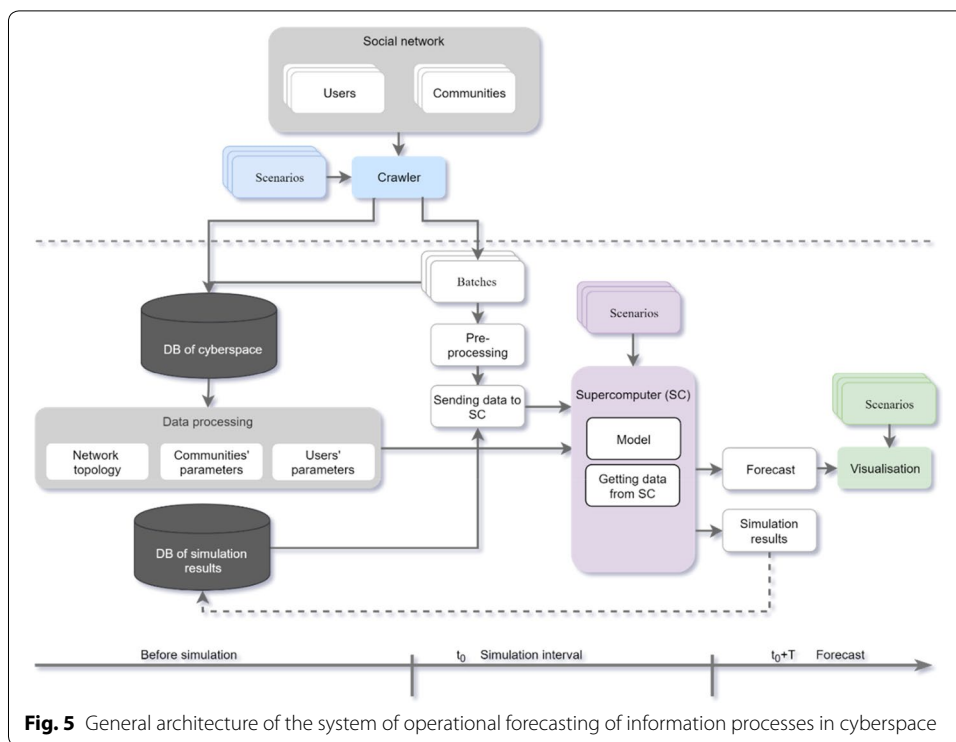 Social network
Users
Communities
Scenarios
Crawler
Batches
Scenarios
DB of cyberspace
Pre-
processing
Sending data to
SC
Supercomputer (SC)
Scenarios
Data processing
Network
topology
Communities'
parameters
Users'
parameters
Model
Getting data
from SC
Forecast
Visualisation
DB of simulation
results
Simulation
results
Before simulation
t₀ Simulation interval
t₀+T Forecast
Fig. 5 General architecture of the system of operational forecasting of information processes in cyberspace